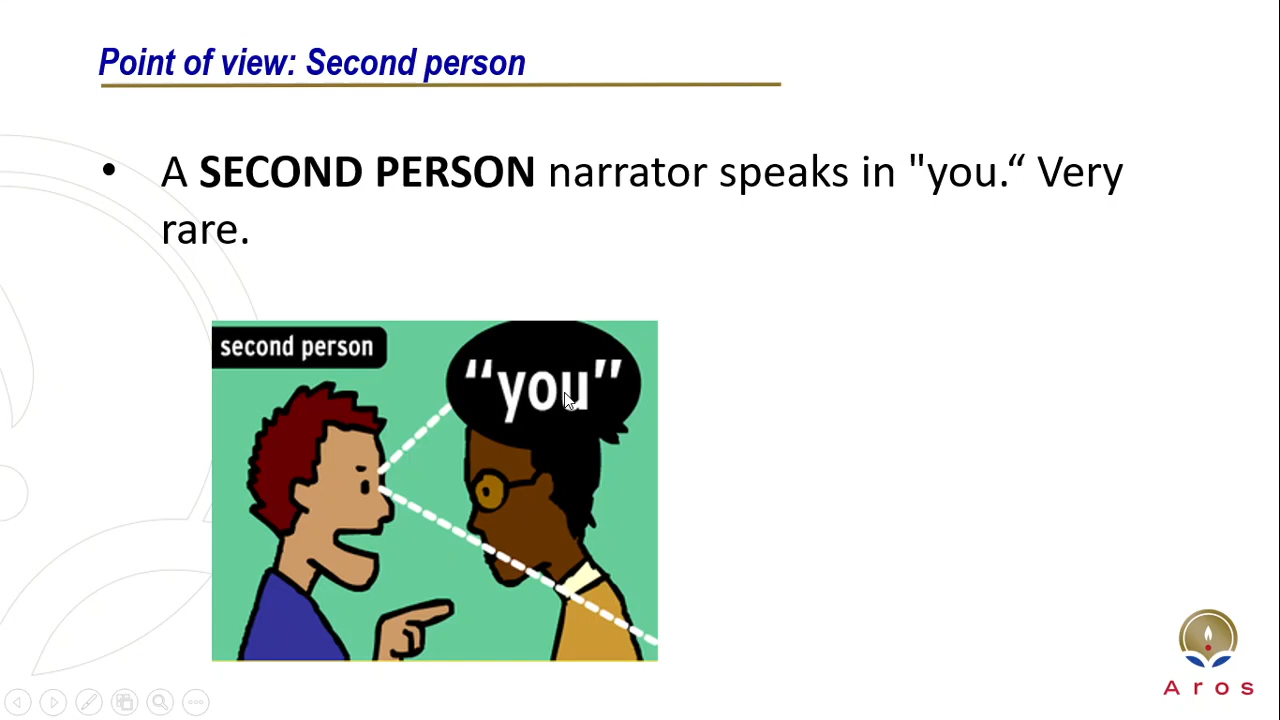 Point of view: Second person
• A SECOND PERSON narrator speaks in "you.“ Very
rare.
second person
“you”
Aros